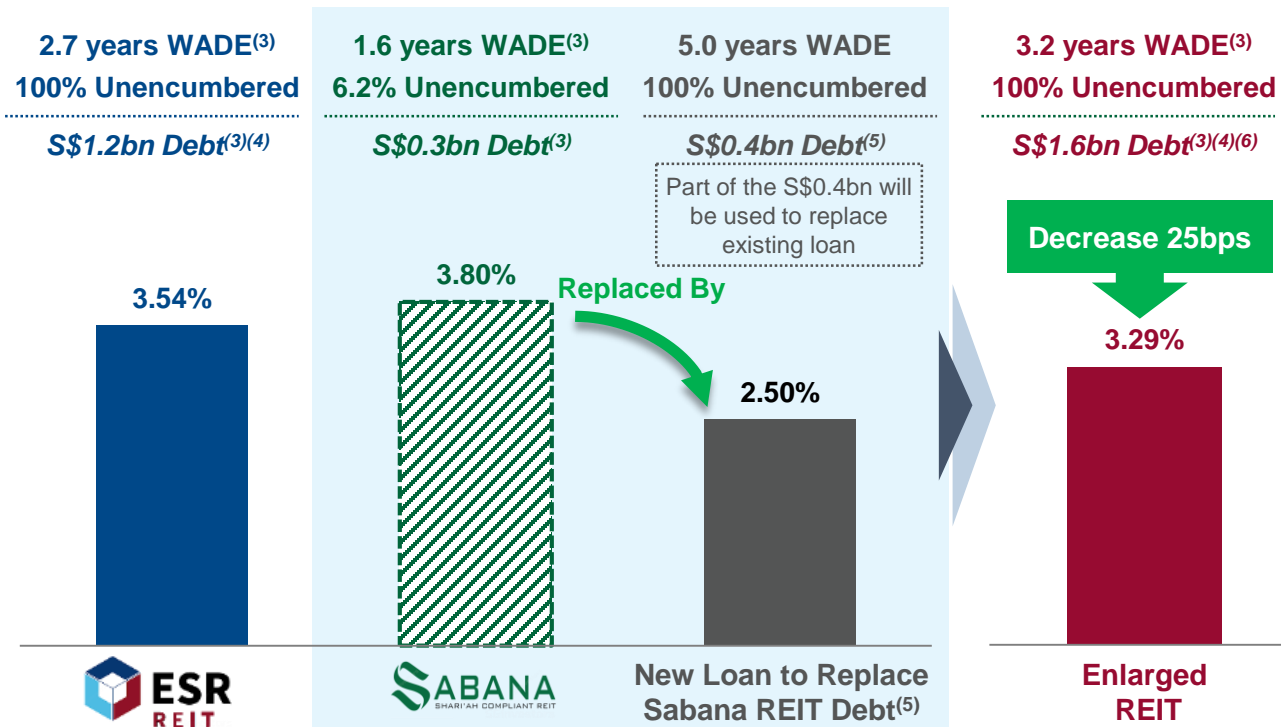 2.7 years WADE(3)
100% Unencumbered
S$1.2bn Debt(3)(4)
3.54%
ESR
REIT
1.6 years WADE(3)
6.2% Unencumbered
S$0.3bn Debt(3)
3.80%
Replaced By
SABANA
SHARI'AH COMPLIANT REIT
5.0 years WADE
100% Unencumbered
S$0.4bn Debt(5)
Part of the S$0.4bn will
be used to replace
existing loan
2.50%
New Loan to Replace
Sabana REIT Debt(5)
3.2 years WADE(3)
100% Unencumbered
S$1.6bn Debt(3)(4)(6)
Decrease 25bps
3.29%
Enlarged
REIT